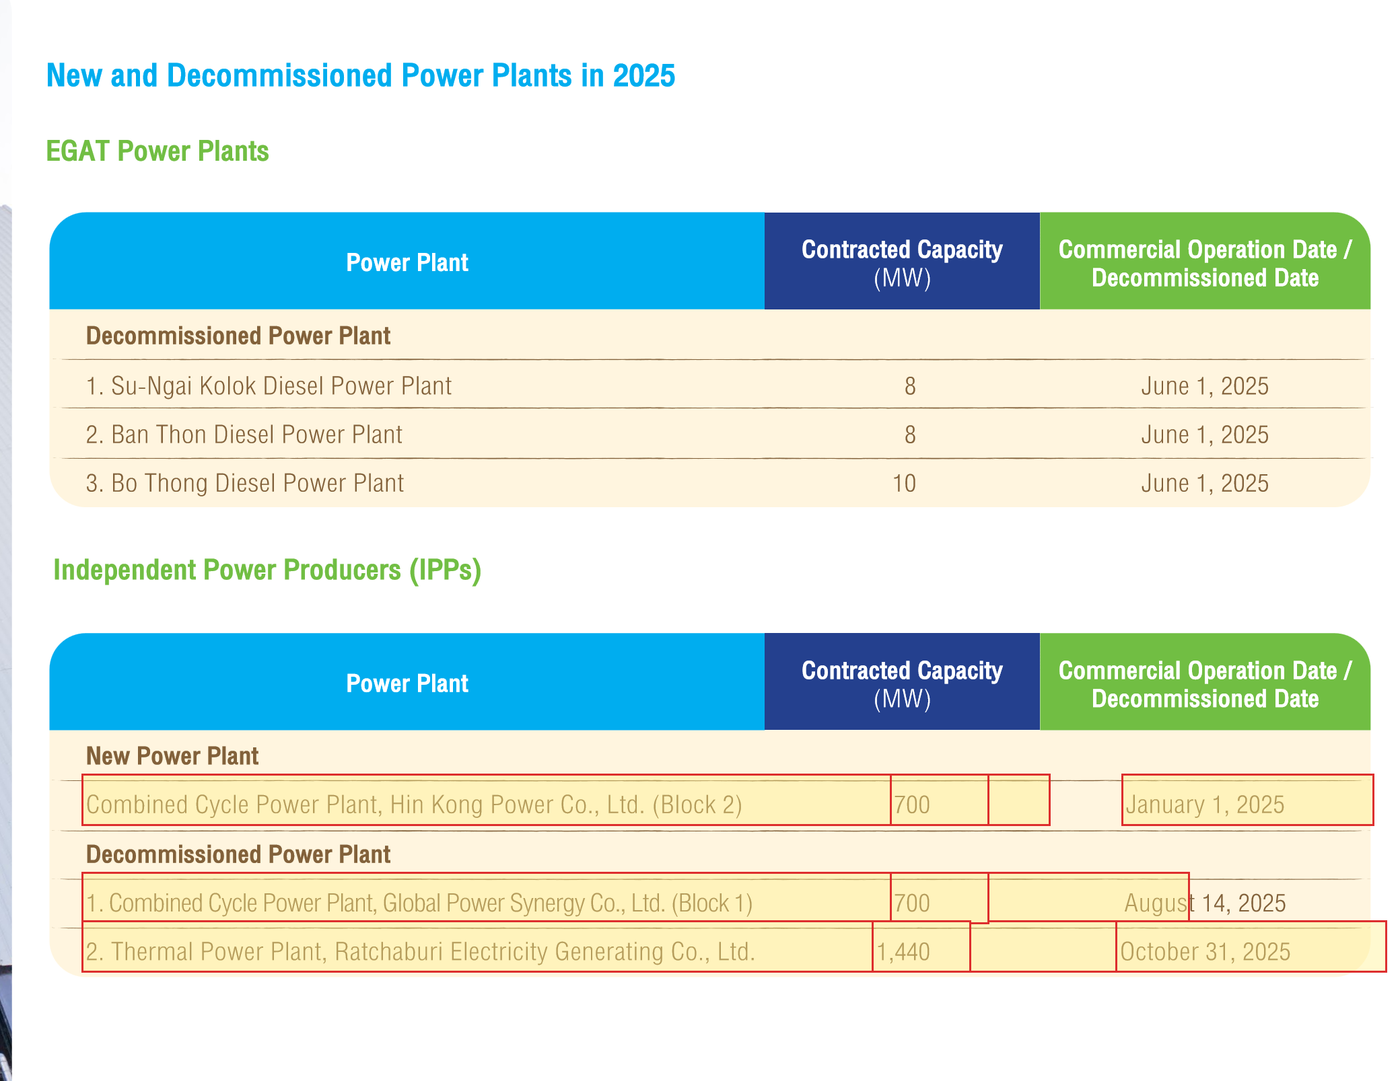 New and Decommissioned Power Plants in 2025
EGAT Power Plants
Power Plant
Contracted Capacity
(MW)
Commercial Operation Date /
Decommissioned Date
Decommissioned Power Plant
1. Su-Ngai Kolok Diesel Power Plant 8 June 1, 2025
2. Ban Thon Diesel Power Plant 8 June 1, 2025
3. Bo Thong Diesel Power Plant 10 June 1, 2025
Independent Power Producers (IPPs)
Power Plant
Contracted Capacity
(MW)
Commercial Operation Date /
Decommissioned Date
New Power Plant
Combined Cycle Power Plant, Hin Kong Power Co., Ltd. (Block 2) 700 January 1, 2025
Decommissioned Power Plant
1. Combined Cycle Power Plant, Global Power Synergy Co., Ltd. (Block 1) 700 August 14, 2025
2. Thermal Power Plant, Ratchaburi Electricity Generating Co., Ltd. 1,440 October 31, 2025